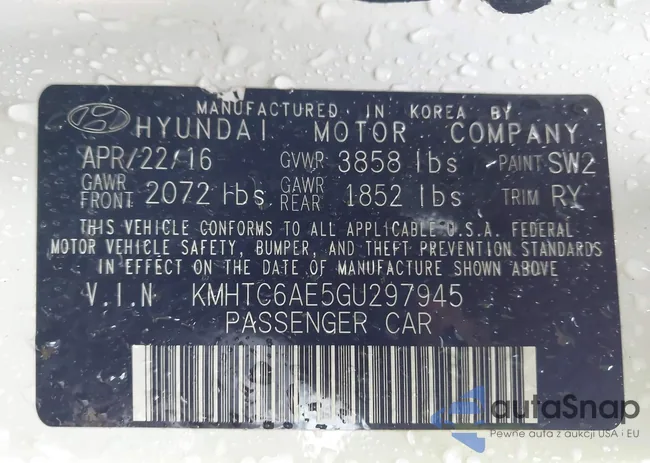 MANUFACTURED IN KOREA BY
HYUNDAI MOTOR COMPANY
APR/22/16 GVWR 3858 lbs PAINT SW2
GAWR FRONT 2072 lbs GAWR REAR 1852 lbs TRIM RY
THIS VEHICLE CONFORMS TO ALL APPLICABLE U.S.A. FEDERAL
MOTOR VEHICLE SAFETY, BUMPER, AND THEFT PREVENTION STANDARDS
IN EFFECT ON THE DATE OF MANUFACTURE SHOWN ABOVE
V.I.N KMHTC6AE5GU297945
PASSENGER CAR
autaSnap
Pewne auta z aukcji USA i EU